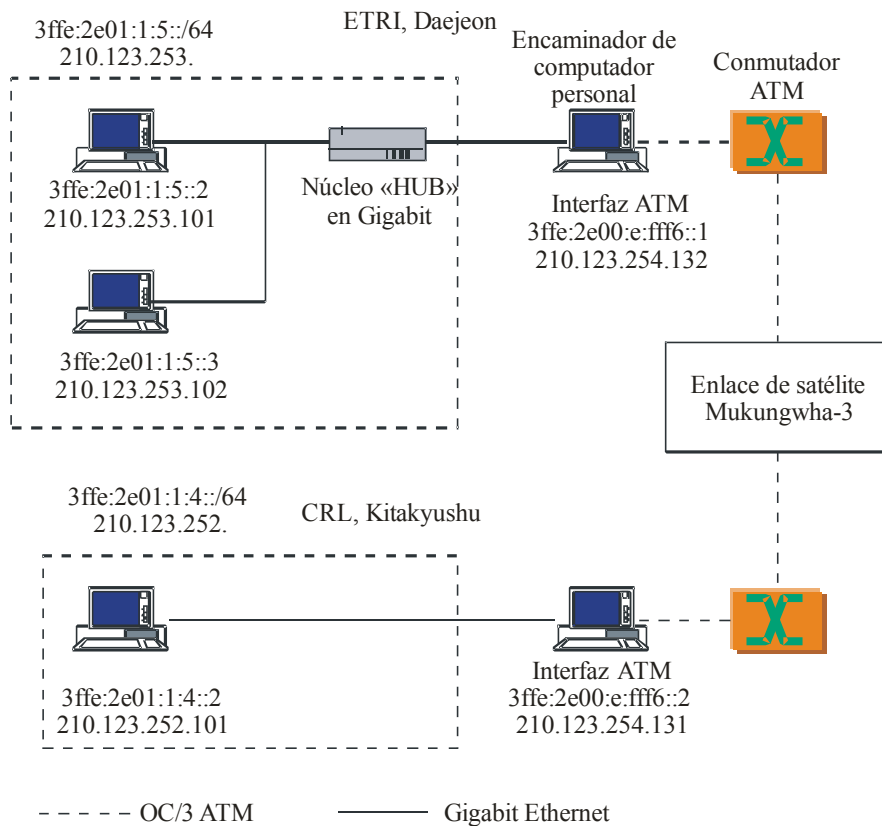 3ffe:2e01:1:5::/64
210.123.253.
ETRI, Daejeon
Encaminador de
computador
personal
Conmutador
ATM
3ffe:2e01:1:5::2
210.123.253.101
Núcleo «HUB»
en Gigabit
Interfaz ATM
3ffe:2e00:e:fff6::1
210.123.254.132
3ffe:2e01:1:5::3
210.123.253.102
Enlace de satélite
Mukungwha-3
3ffe:2e01:1:4::/64
210.123.252.
CRL, Kitakyushu
3ffe:2e01:1:4::2
210.123.252.101
Interfaz ATM
3ffe:2e00:e:fff6::2
210.123.254.131
OC/3 ATM
Gigabit Ethernet